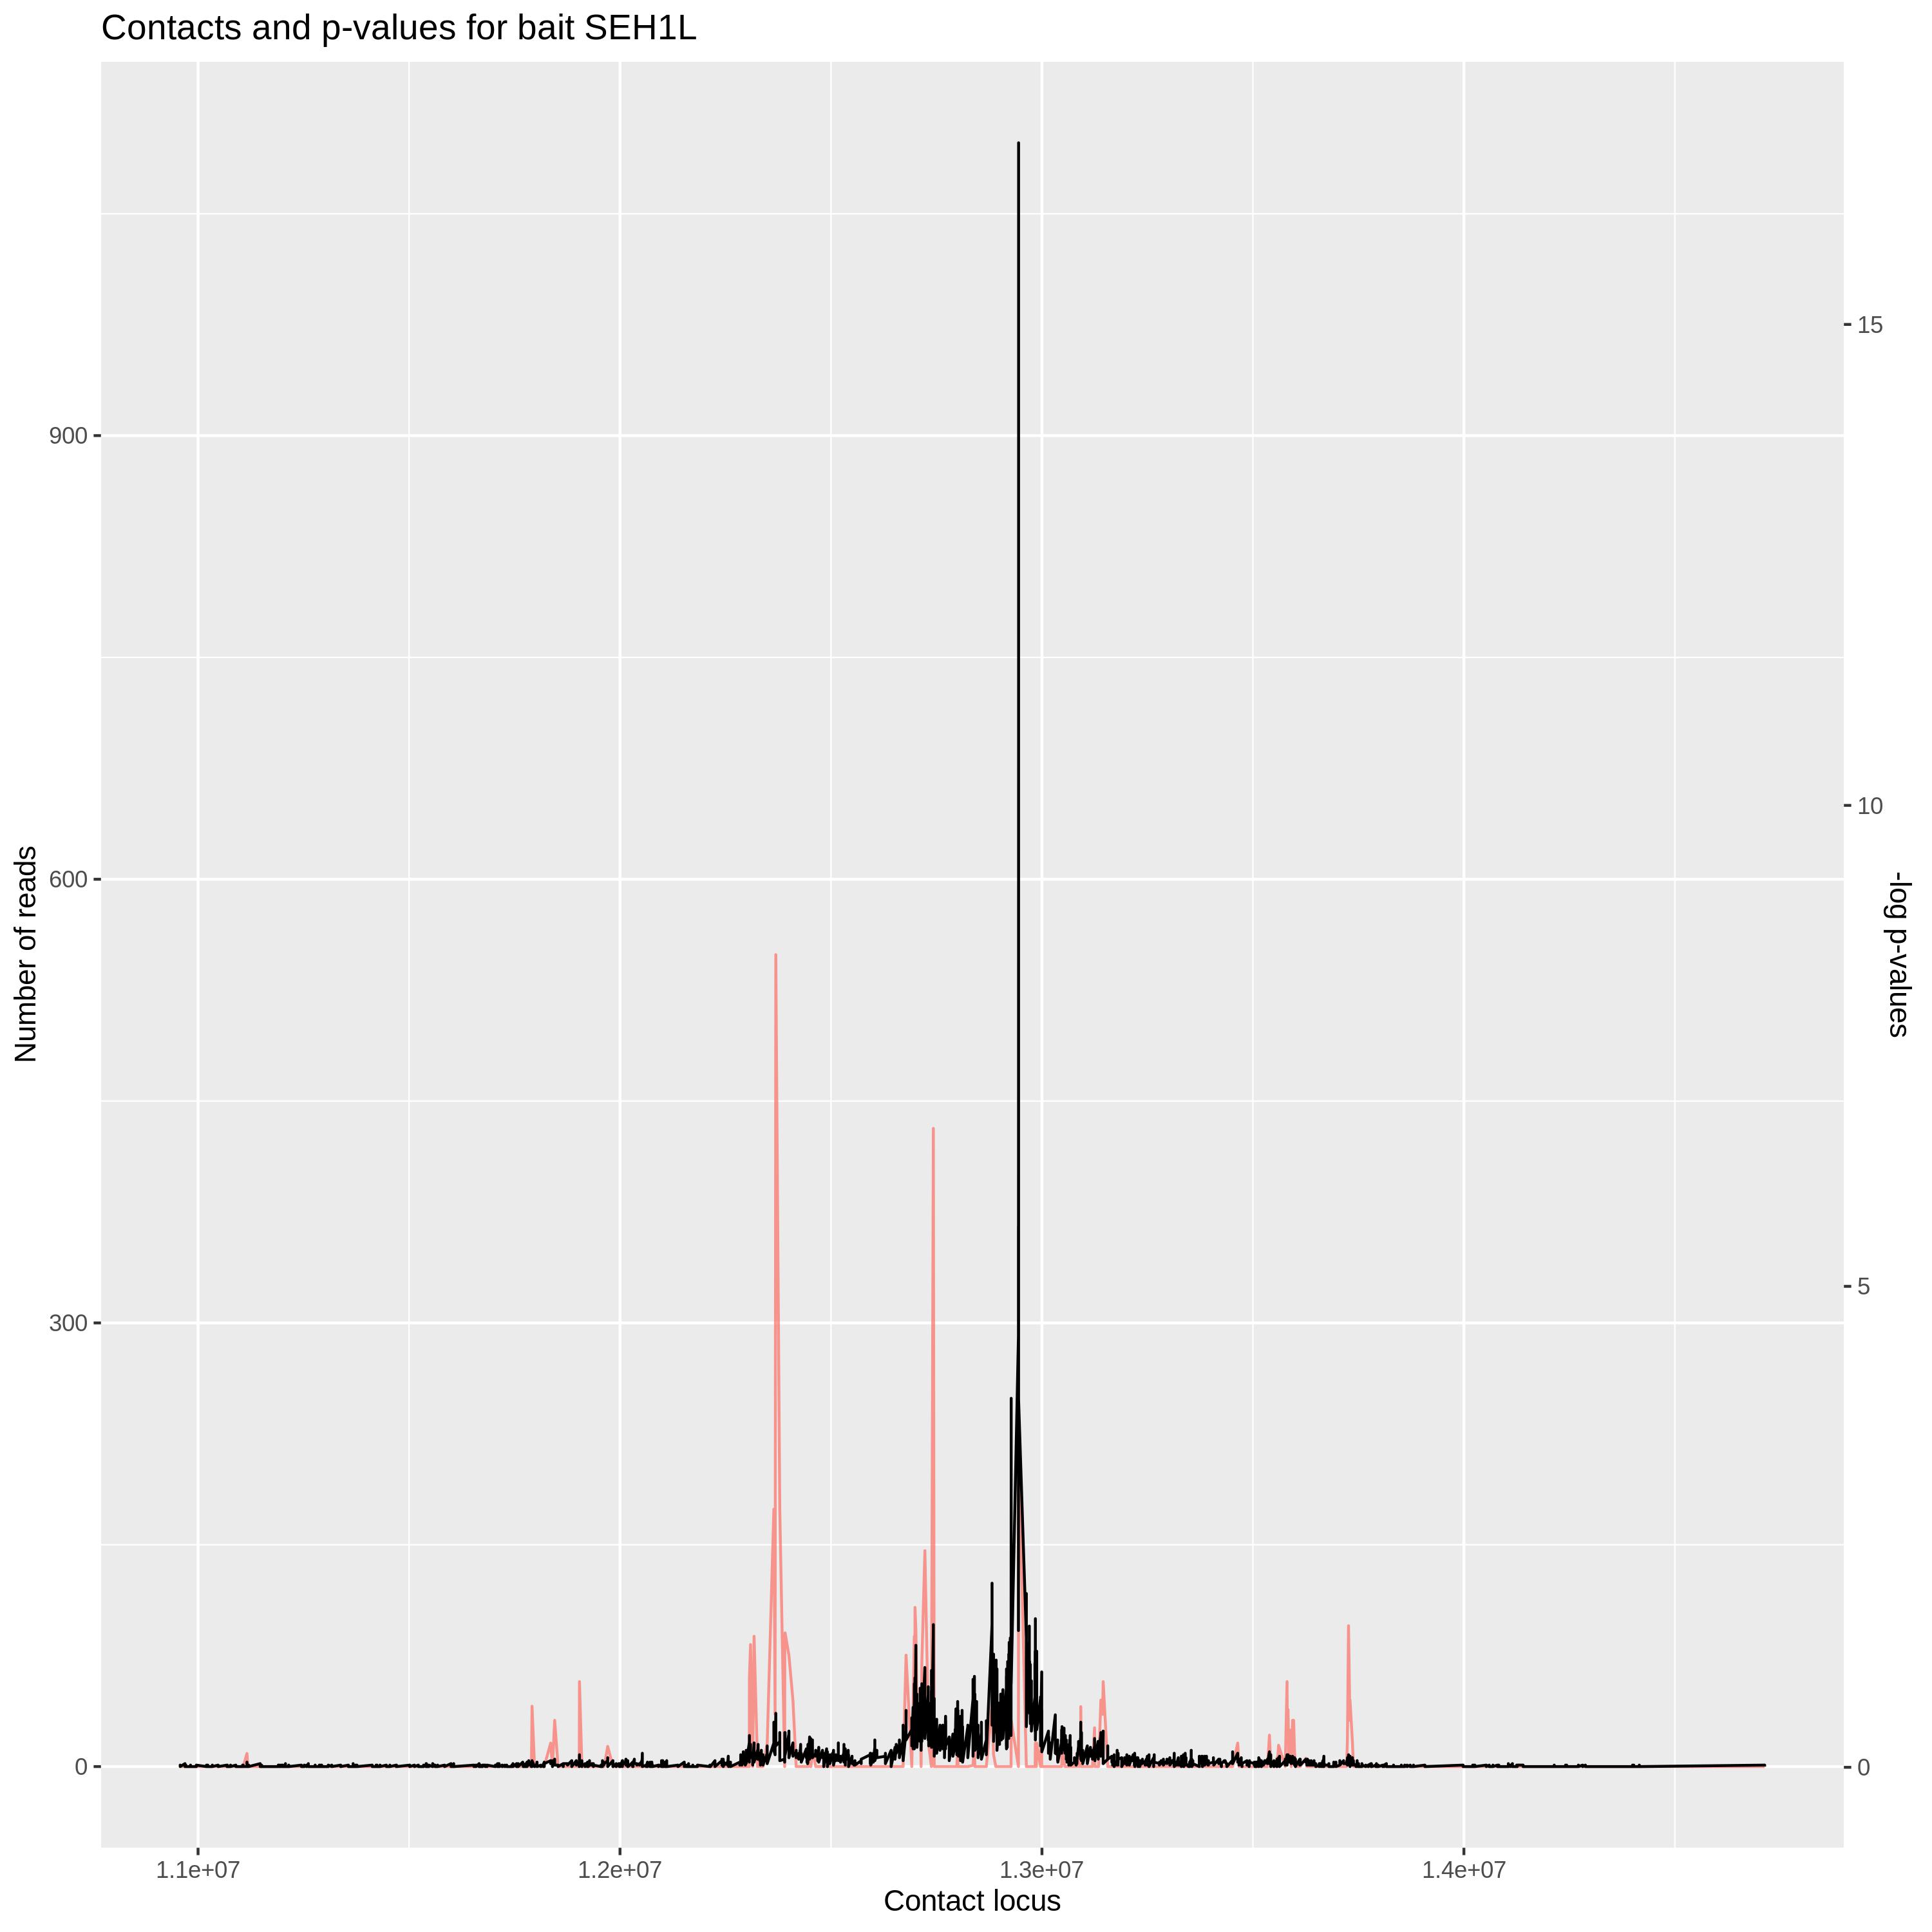 Contacts and p-values for bait SEH1L
Number of reads
900
600
300
0
15
10
5
0
-log p-values
1.1e+07
1.2e+07
1.3e+07
1.4e+07
Contact locus